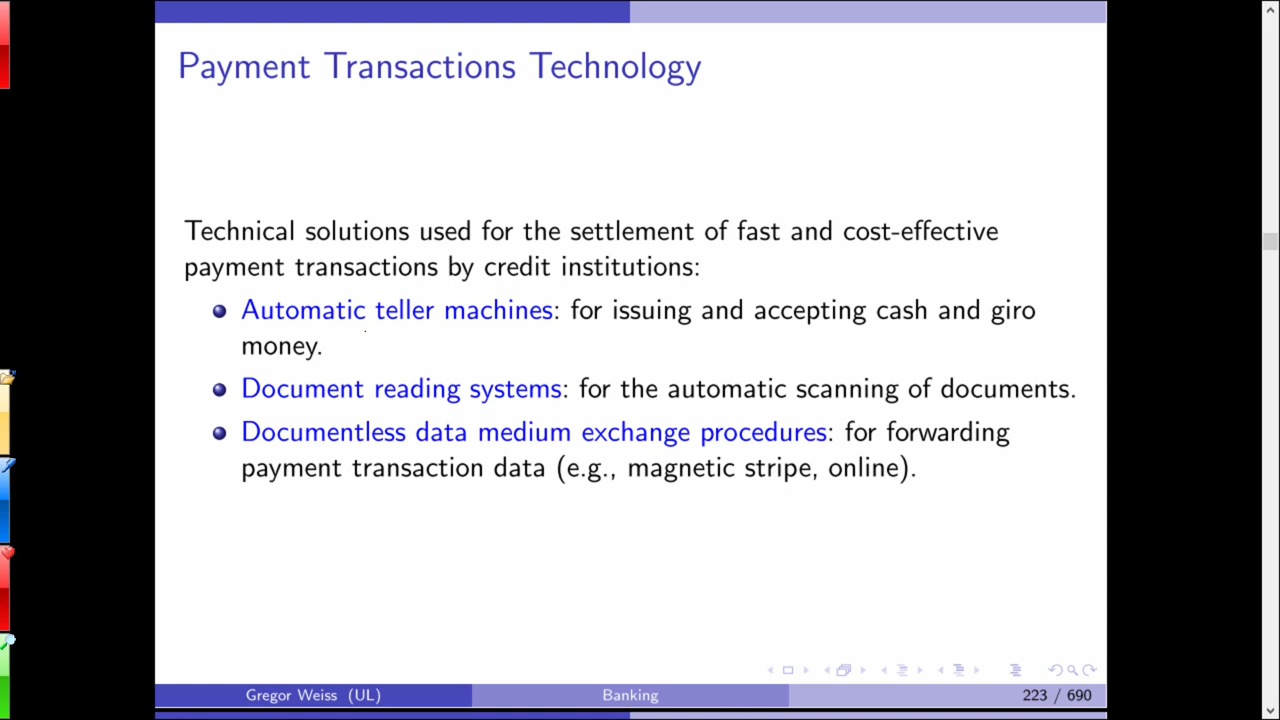 Payment Transactions Technology
Technical solutions used for the settlement of fast and cost-effective
payment transactions by credit institutions:
Automatic teller machines: for issuing and accepting cash and giro
money.
Document reading systems: for the automatic scanning of documents.
Documentless data medium exchange procedures: for forwarding
payment transaction data (e.g., magnetic stripe, online).
Gregor Weiss (UL) Banking 223 / 690